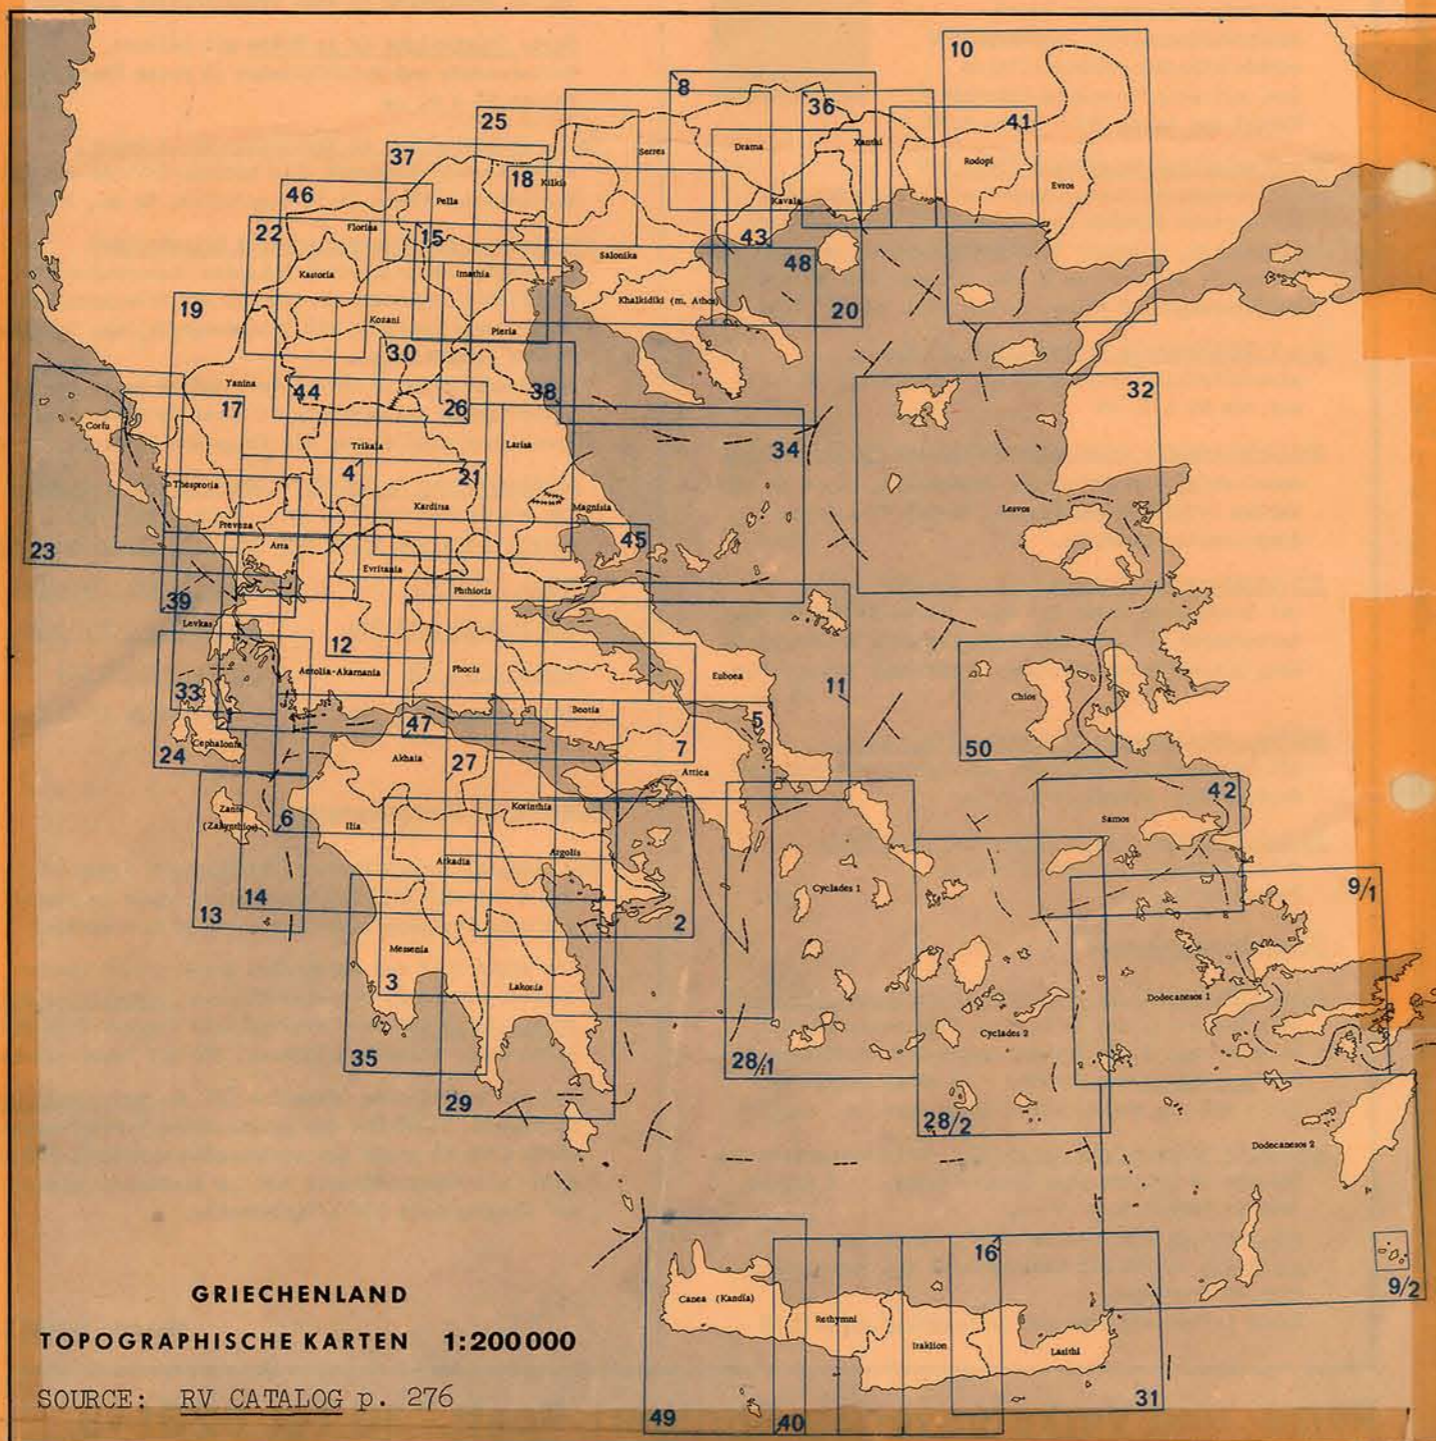 10
8
36
25
41
37
Serres
Drama
Xanthi
Rodopi
18
Kilkis
46
Evros
Pella
Kavala
22
Florina
15
43
Salonika
48
Kastoria
Imathia
Khalkidiki (m. Athos)
19
20
Kozani
Pieria
30
Yanina
44
38
32
17
26
Corfu
Trikala
Larisa
34
4
21
Thesprotia
Karditsa
Magnisia
Lesvos
Preveza
45
Arta
23
Evritania
Phthiotis
39
Levkas
12
Aetolia-Akarnania
Phocis
Euboea
33
11
Chios
Bootia
1
47
5
Cephalonia
7
50
24
Akhaia
27
Attica
42
Zante
Korinthia
(Zakynthios)
6
Ilia
Samos
Arkadia
Argolis
9/1
Cyclades 1
14
13
2
Messenia
3
Lakonia
Dodecanesos 1
Cyclades 2
35
28/1
29
28/2
Dodecanesos 2
16
9/2
GRIECHENLAND
Canea (Kandia)
Rethymni
TOPOGRAPHISCHE KARTEN 1:200000
Iraklion
Lasithi
SOURCE: RV CATALOG p. 276
31
49
40